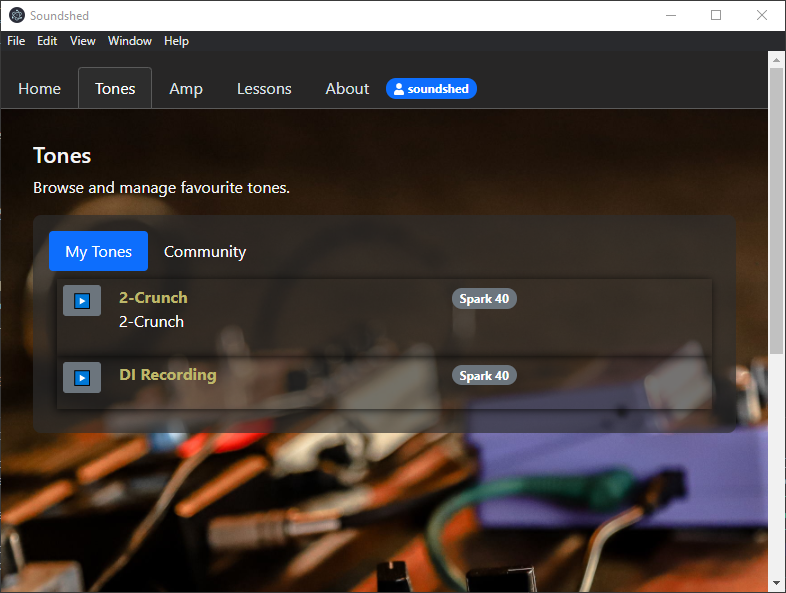 Soundshed
File Edit View Window Help
Home Tones Amp Lessons About soundshed
Tones
Browse and manage favourite tones.
My Tones Community
2-Crunch Spark 40
2-Crunch
DI Recording Spark 40